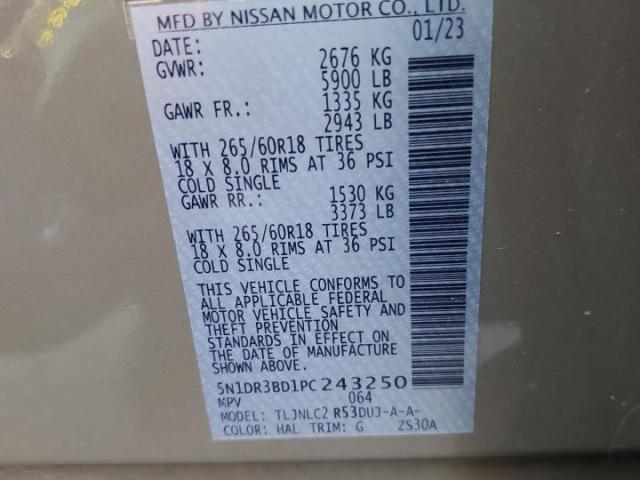 MFD BY NISSAN MOTOR CO., LTD.
DATE: 01/23
GVWR: 2676 KG
5900 LB
GAWR FR.: 1335 KG
2943 LB
WITH 265/60R18 TIRES
18 X 8.0 RIMS AT 36 PSI
COLD SINGLE
GAWR RR.: 1530 KG
3373 LB
WITH 265/60R18 TIRES
18 X 8.0 RIMS AT 36 PSI
COLD SINGLE
THIS VEHICLE CONFORMS TO
ALL APPLICABLE FEDERAL
MOTOR VEHICLE SAFETY AND
THEFT PREVENTION
STANDARDS IN EFFECT ON
THE DATE OF MANUFACTURE
SHOWN ABOVE.
5N1DR3BD1PC243250
MPV 064
MODEL: TLJNLC2 R53DUJ-A-A-
COLOR: HAL TRIM: G ZS30A